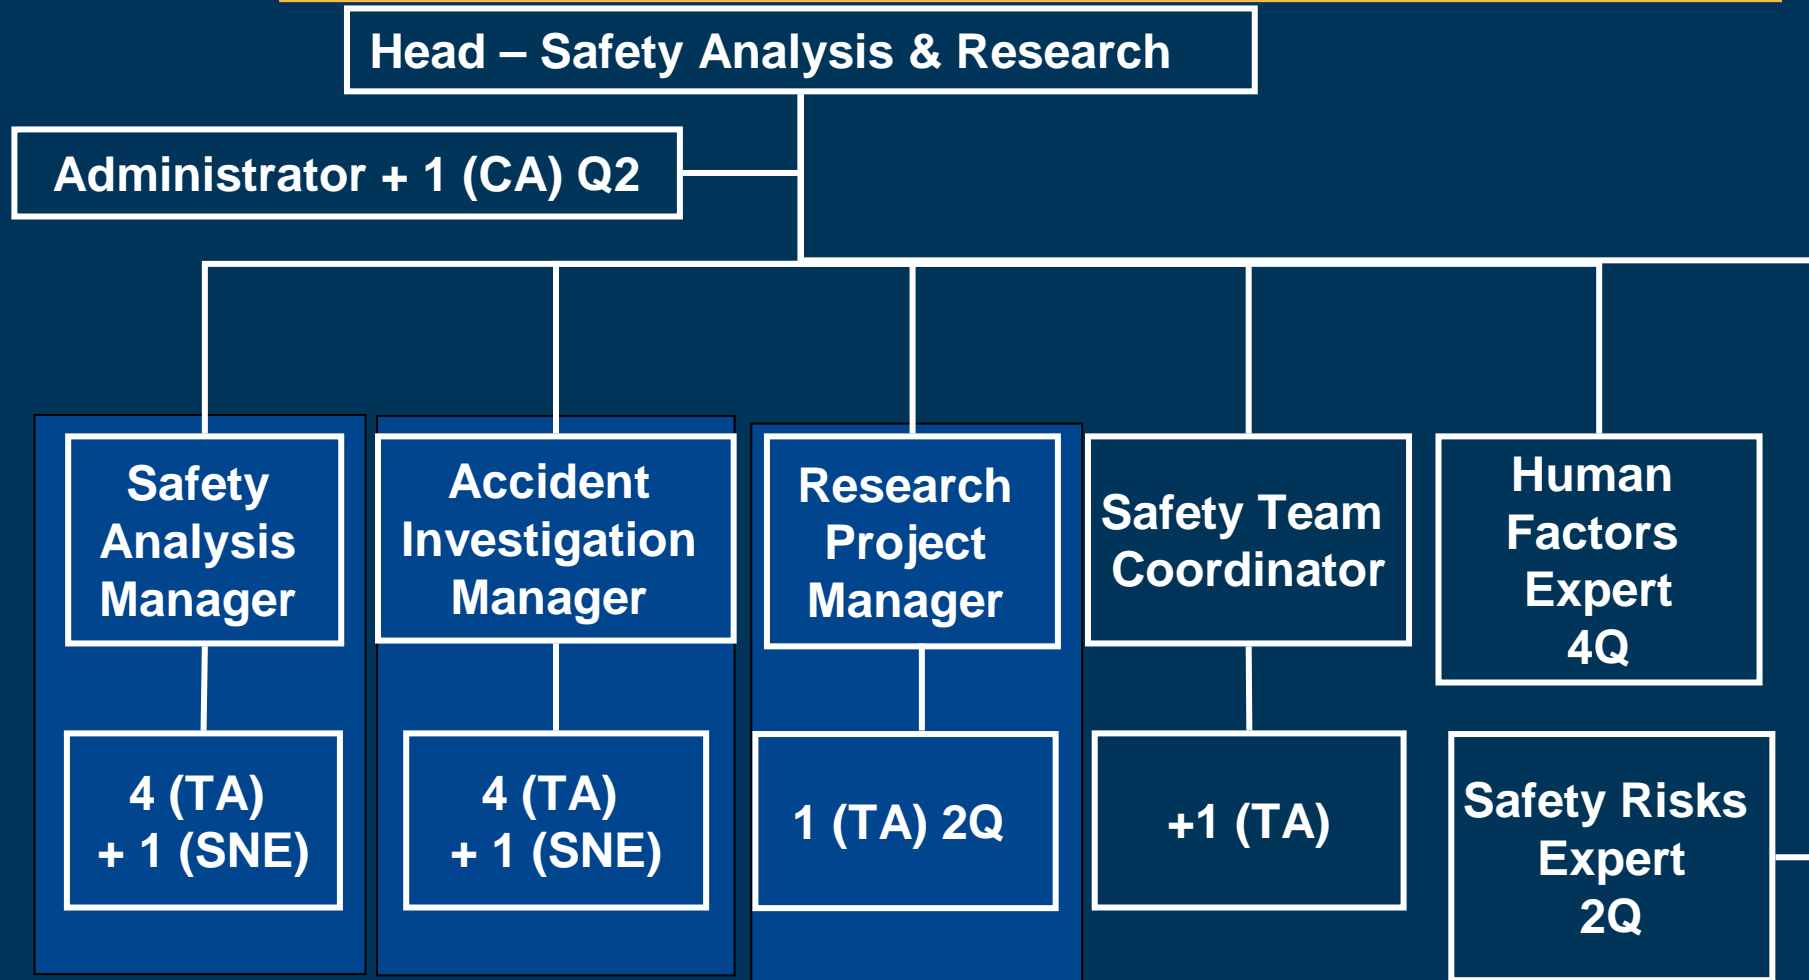 Head – Safety Analysis & Research
Administrator + 1 (CA) Q2
Safety
Analysis
Manager
Accident
Investigation
Manager
Research
Project
Manager
Safety Team
Coordinator
Human
Factors
Expert
4Q
4 (TA)
+ 1 (SNE)
4 (TA)
+ 1 (SNE)
1 (TA) 2Q
+1 (TA)
Safety Risks
Expert
2Q